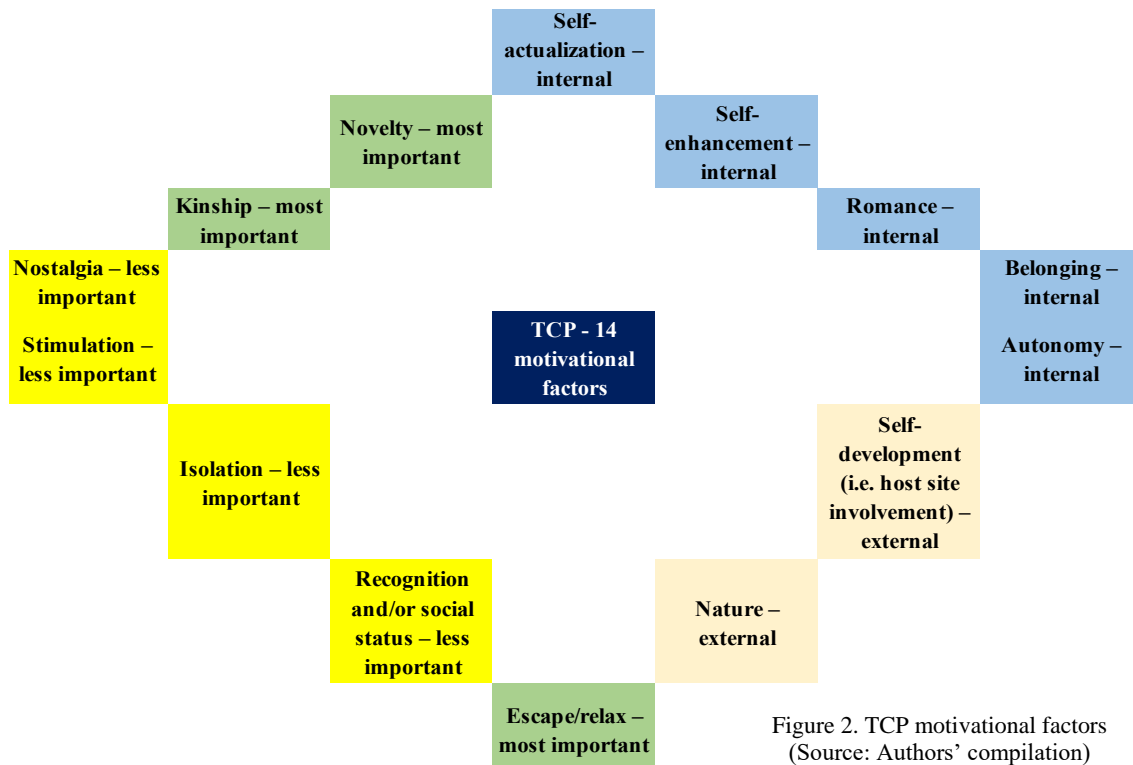 Self-
actualization –
internal
Novelty – most
important
Self-
enhancement –
internal
Kinship – most
important
Romance –
internal
Nostalgia – less
important
Belonging –
internal
Stimulation –
less important
TCP - 14
motivational
factors
Autonomy –
internal
Isolation – less
important
Self-
development
(i.e. host site
involvement) –
external
Recognition
and/or social
status – less
important
Nature –
external
Escape/relax –
most important
Figure 2. TCP motivational factors
(Source: Authors’ compilation)